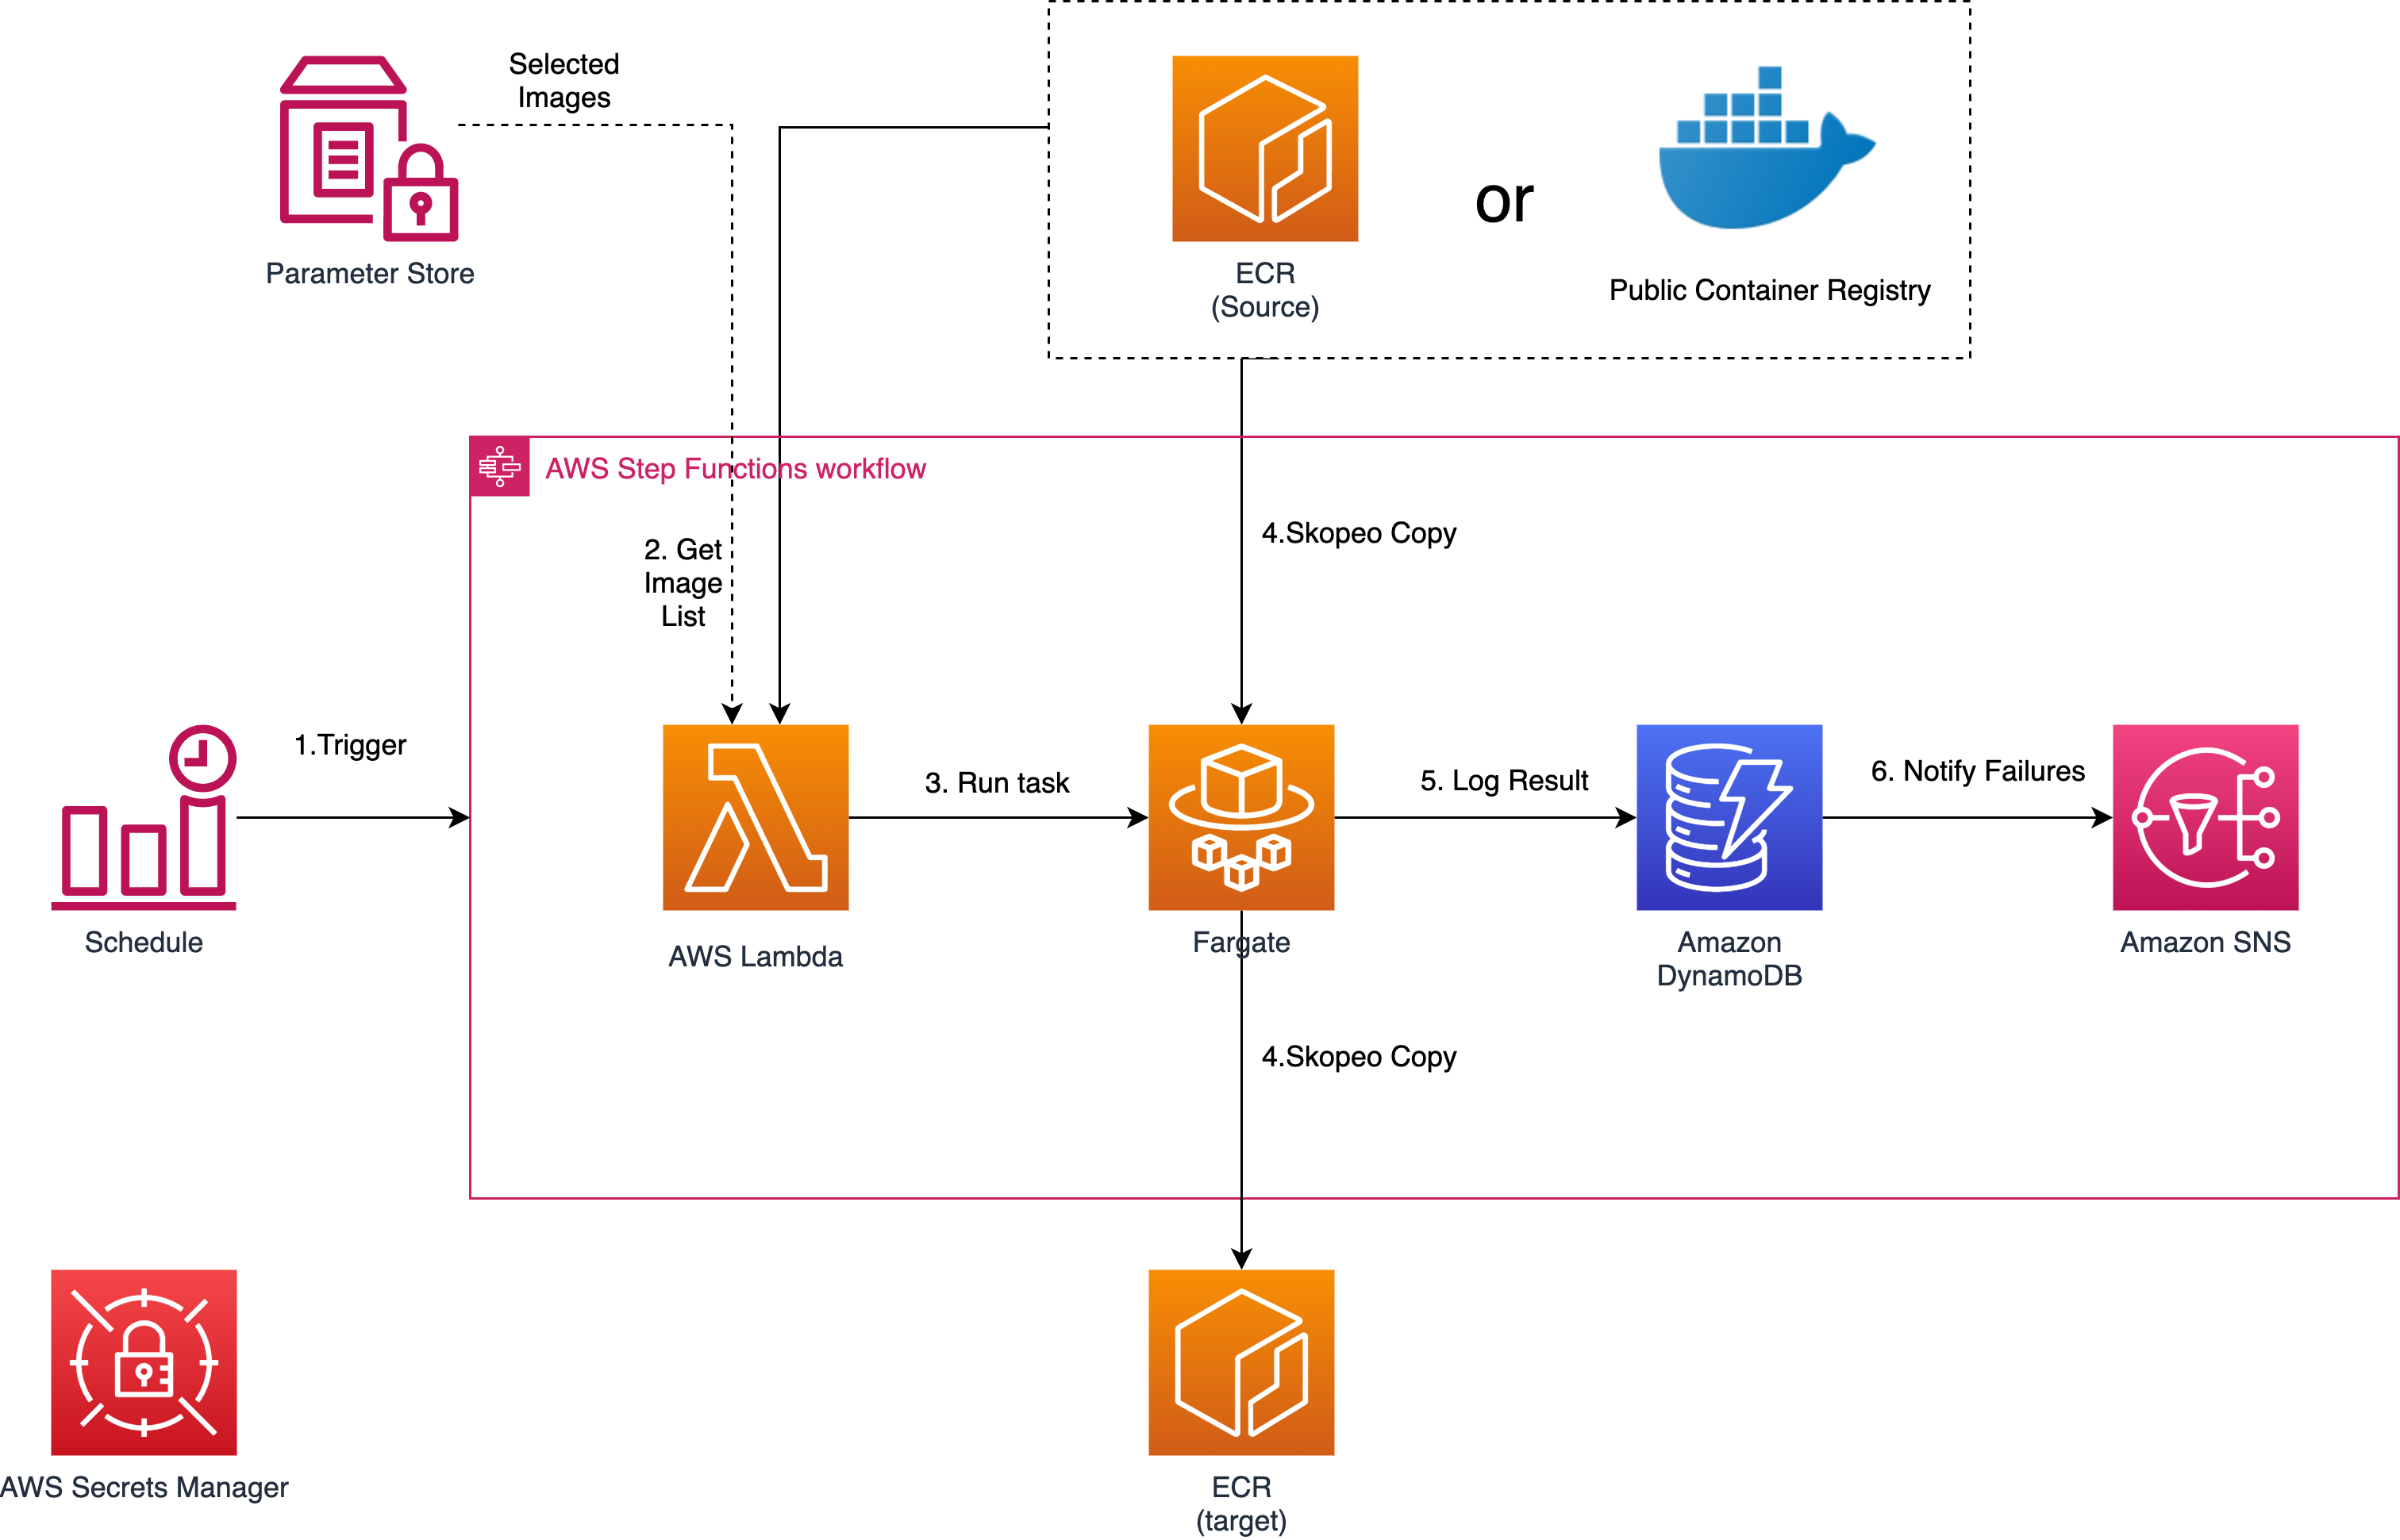 Selected
Images
Parameter Store
ECR
(Source)
or
Public Container Registry
AWS Step Functions workflow
2. Get
Image
List
4.Skopeo Copy
1.Trigger
3. Run task
5. Log Result
6. Notify Failures
Schedule
AWS Lambda
Fargate
Amazon
DynamoDB
Amazon SNS
4.Skopeo Copy
AWS Secrets Manager
ECR
(target)